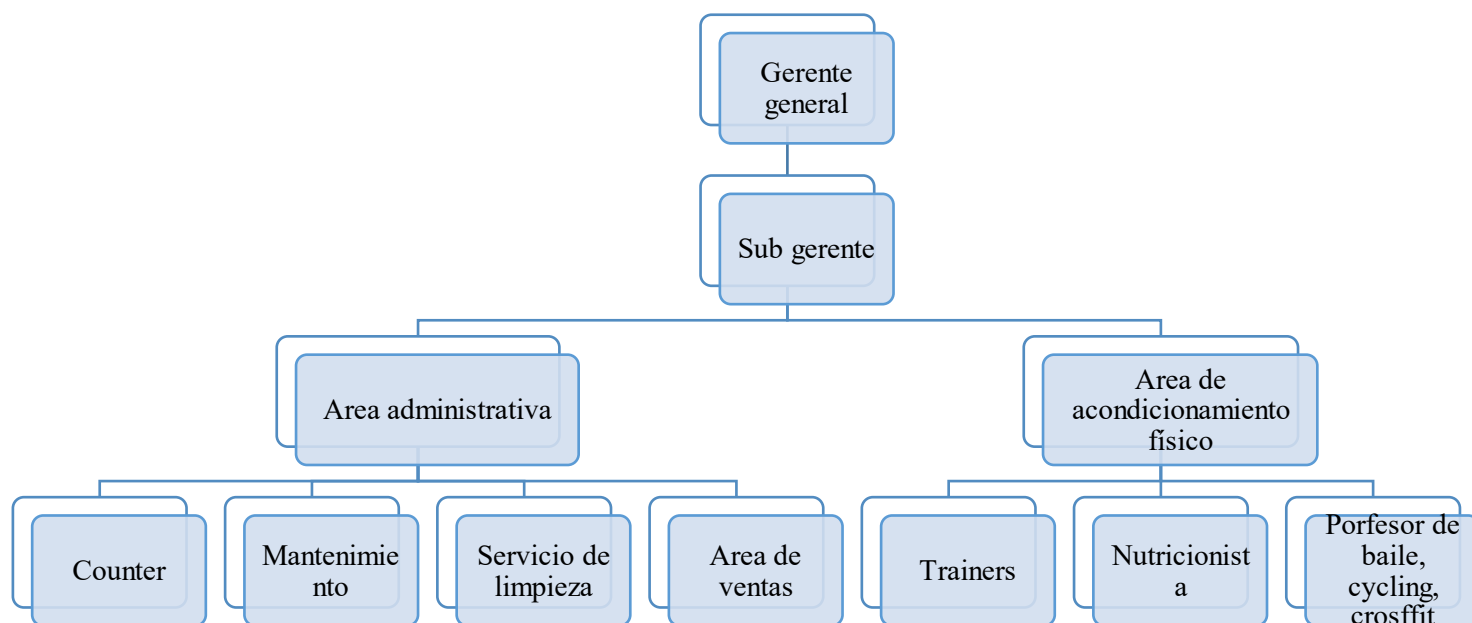 Gerente
general
Sub gerente
Area administrativa
Area de
acondicionamiento
físico
Counter
Mantenimie
nto
Servicio de
limpieza
Area de
ventas
Trainers
Nutricionist
a
Porfesor de
baile,
cycling,
crosffit